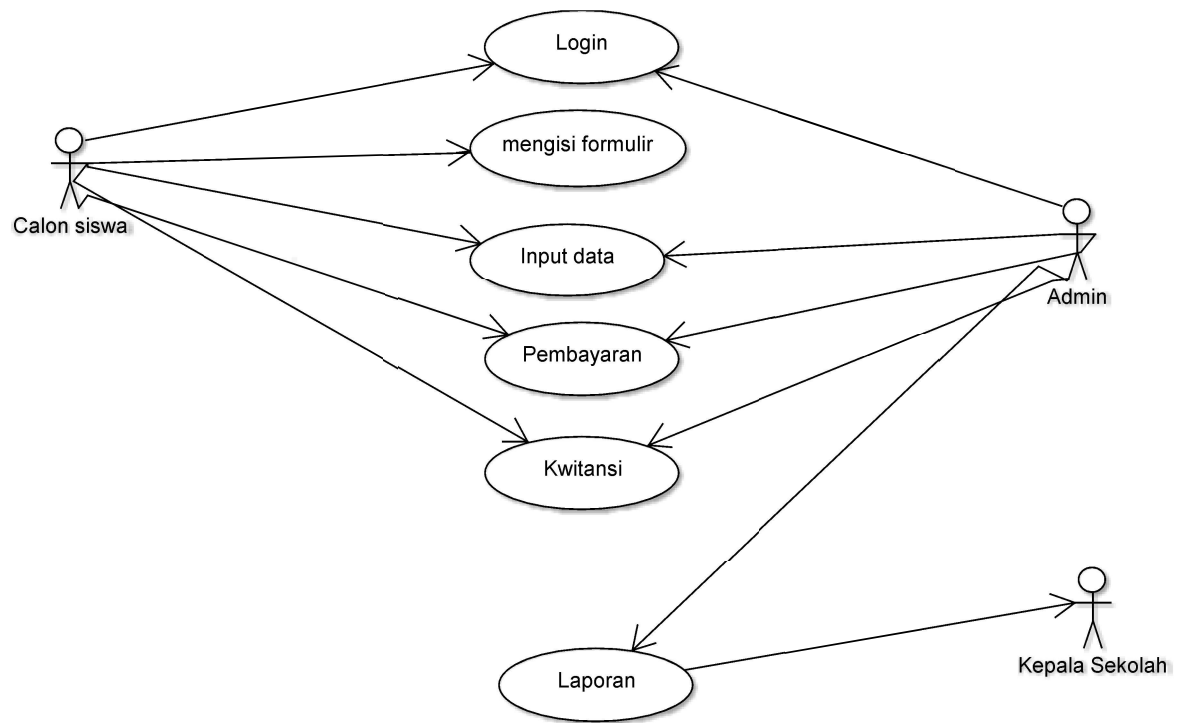 Login
mengisi formulir
Calon siswa
Input data
Admin
Pembayaran
Kwitansi
Kepala Sekolah
Laporan